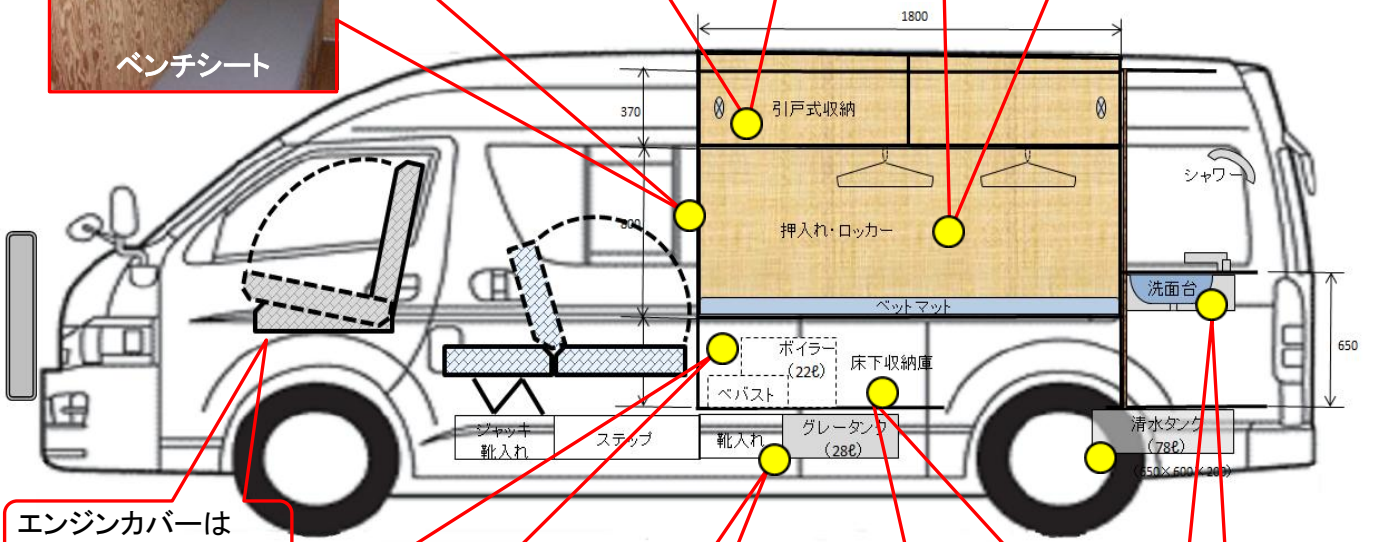 1800
ベンチシート
370
引戸式収納
シャワー
800
押入れ・ロッカー
洗面台
ベットマット
650
ボイラー
(22ℓ)
床下収納庫
ベバスト
ジャッキ
靴入れ
ステップ
靴入れ
グレータンク
(28ℓ)
清水タンク
(78ℓ)
エンジンカバーは